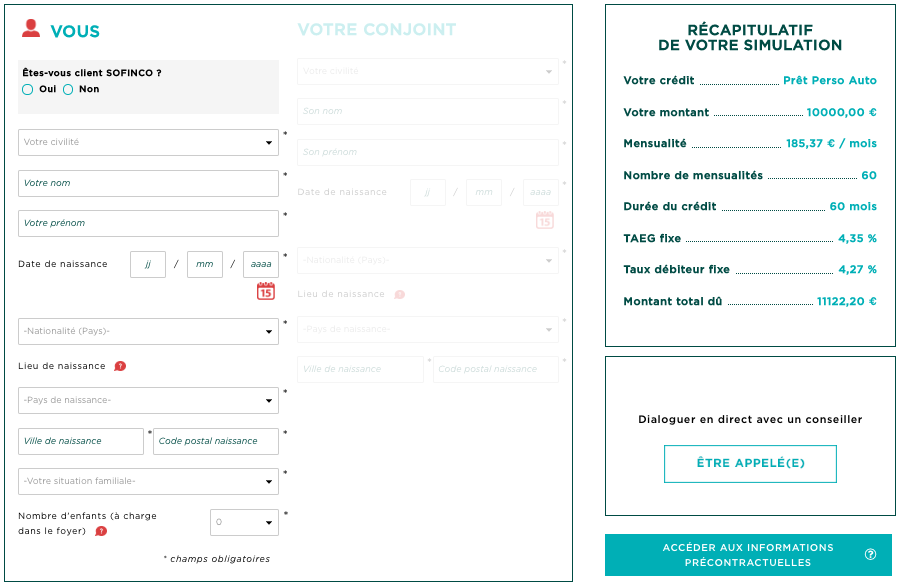 VOUS
Êtes-vous client SOFINCO ?
Oui Non
Votre civilité *
Votre nom *
Votre prénom *
Date de naissance jj / mm / aaaa *
15
-Nationalité (Pays)- *
Lieu de naissance ?
-Pays de naissance- *
Ville de naissance * Code postal naissance *
-Votre situation familiale- *
Nombre d'enfants (à charge
dans le foyer) ? 0 *
* champs obligatoires
VOTRE CONJOINT
Votre civilité *
Son nom *
Son prénom *
Date de naissance jj / mm / aaaa *
15
-Nationalité (Pays)- *
Lieu de naissance ?
-Pays de naissance- *
Ville de naissance * Code postal naissance *
RÉCAPITULATIF
DE VOTRE SIMULATION
Votre crédit Prêt Perso Auto
Votre montant 10000,00 €
Mensualité 185,37 € / mois
Nombre de mensualités 60
Durée du crédit 60 mois
TAEG fixe 4,35 %
Taux débiteur fixe 4,27 %
Montant total dû 11122,20 €
Dialoguer en direct avec un conseiller
ÊTRE APPELÉ(E)
ACCÉDER AUX INFORMATIONS
PRÉCONTRACTUELLES ?